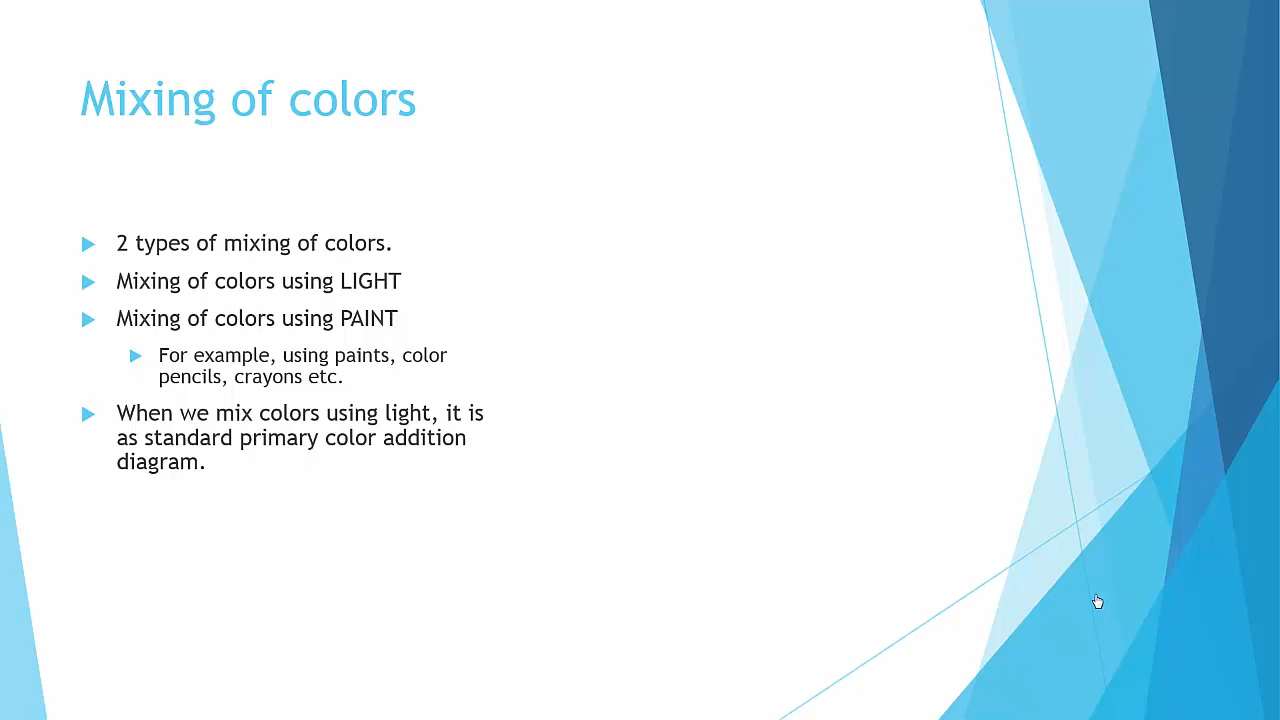 Mixing of colors
2 types of mixing of colors.
Mixing of colors using LIGHT
Mixing of colors using PAINT
For example, using paints, color
pencils, crayons etc.
When we mix colors using light, it is
as standard primary color addition
diagram.